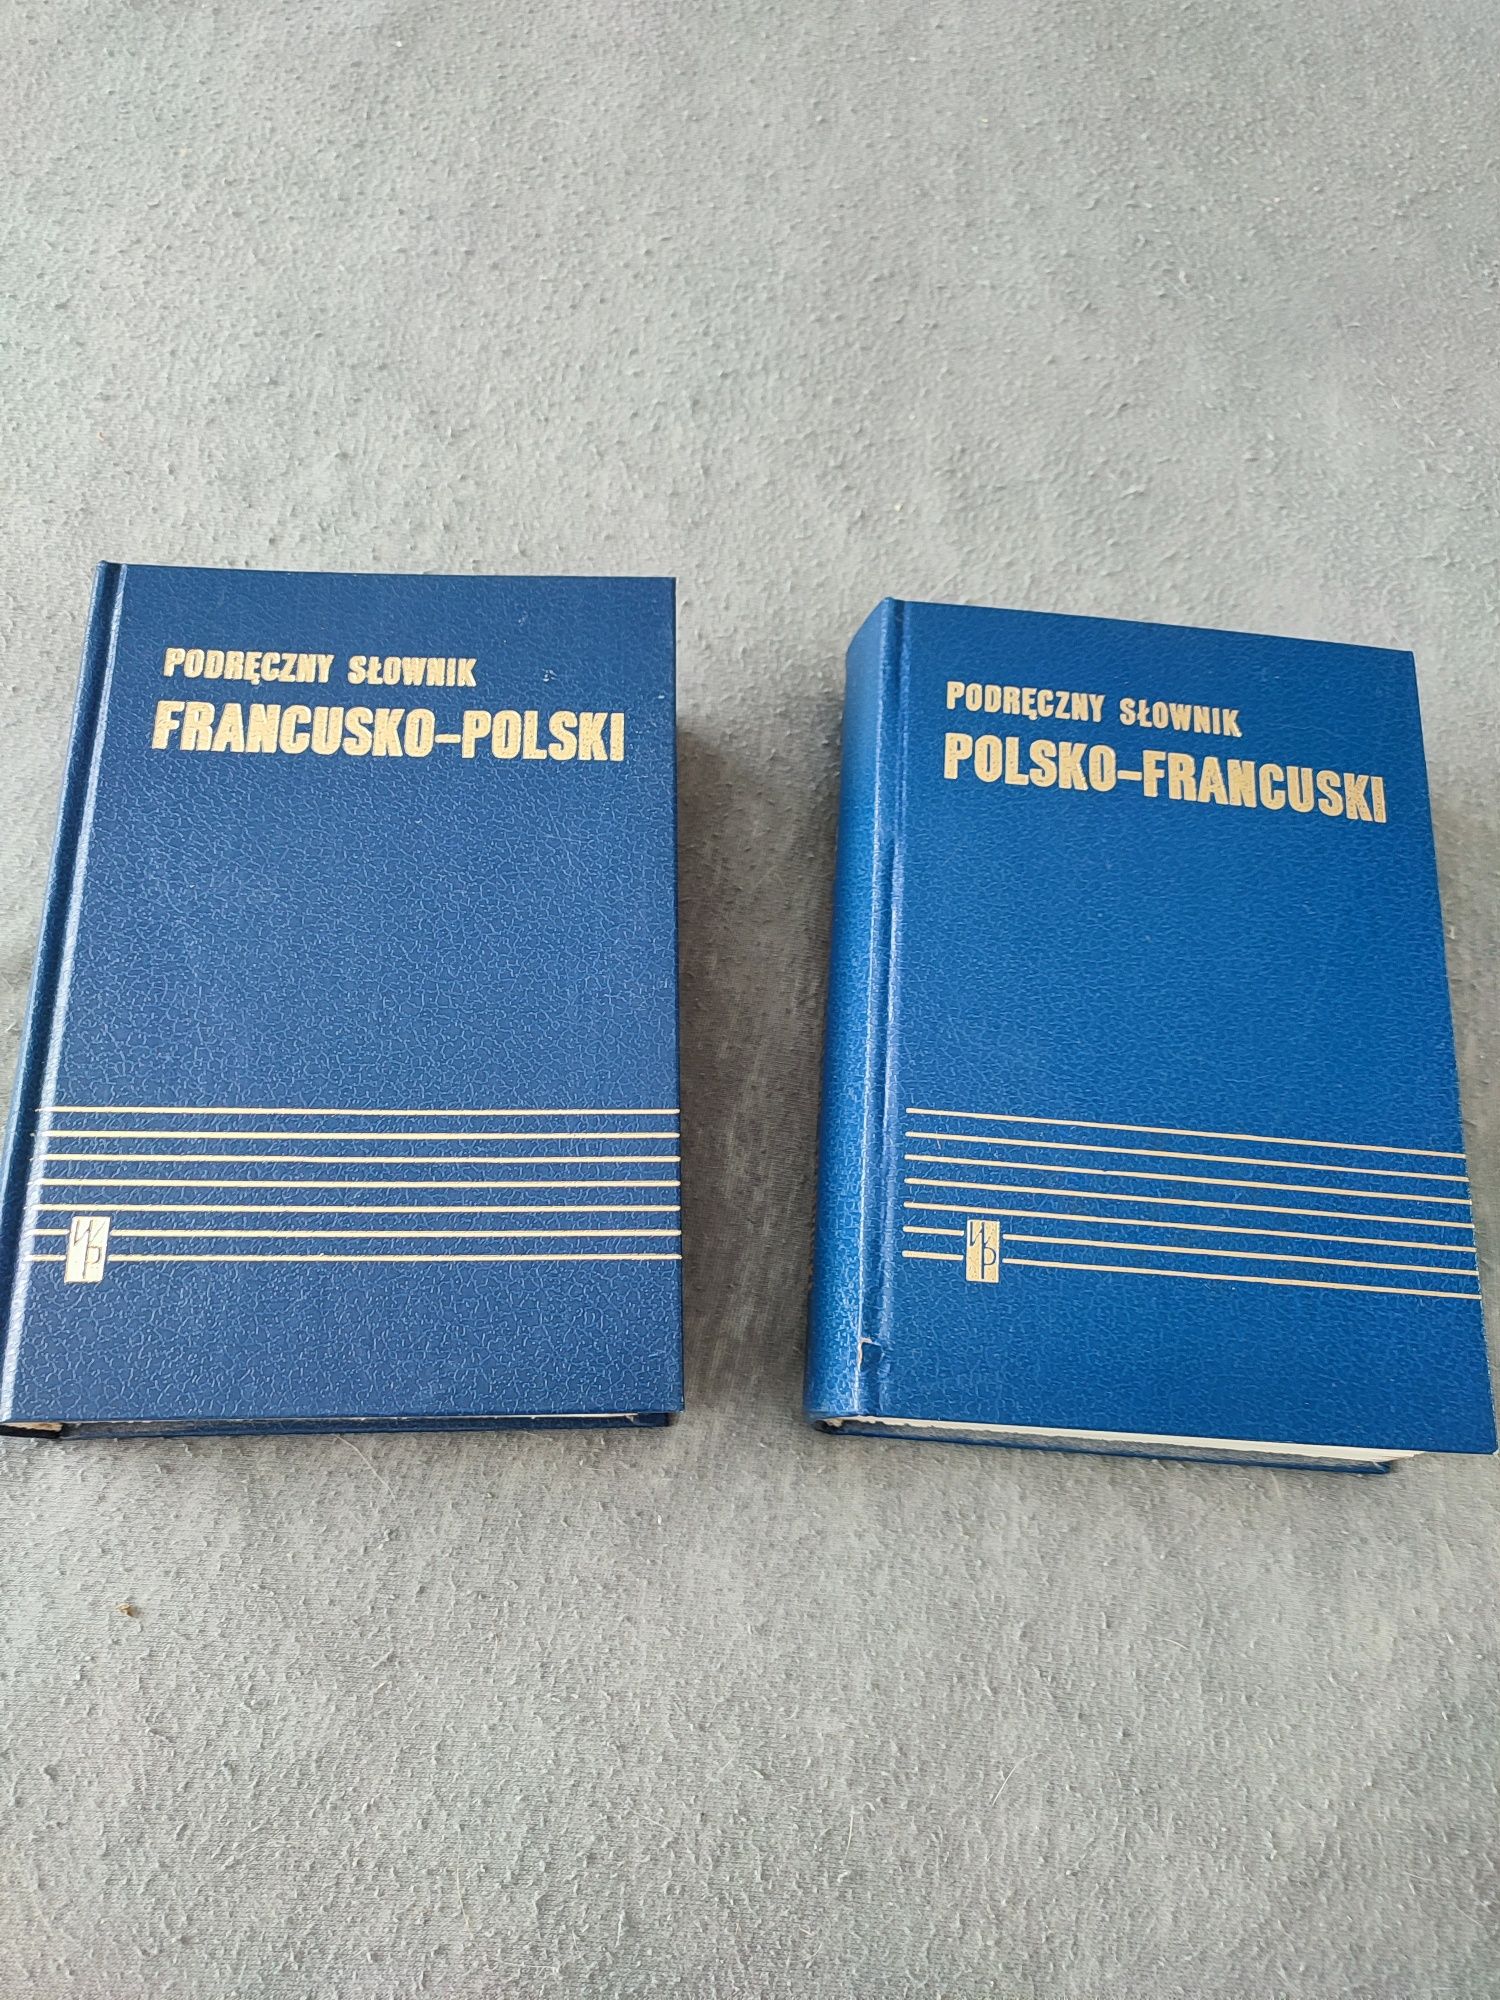 PODRĘCZNY SŁOWNIK
FRANCUSKO-POLSKI
WP
PODRĘCZNY SŁOWNIK
POLSKO-FRANCUSKI
WP